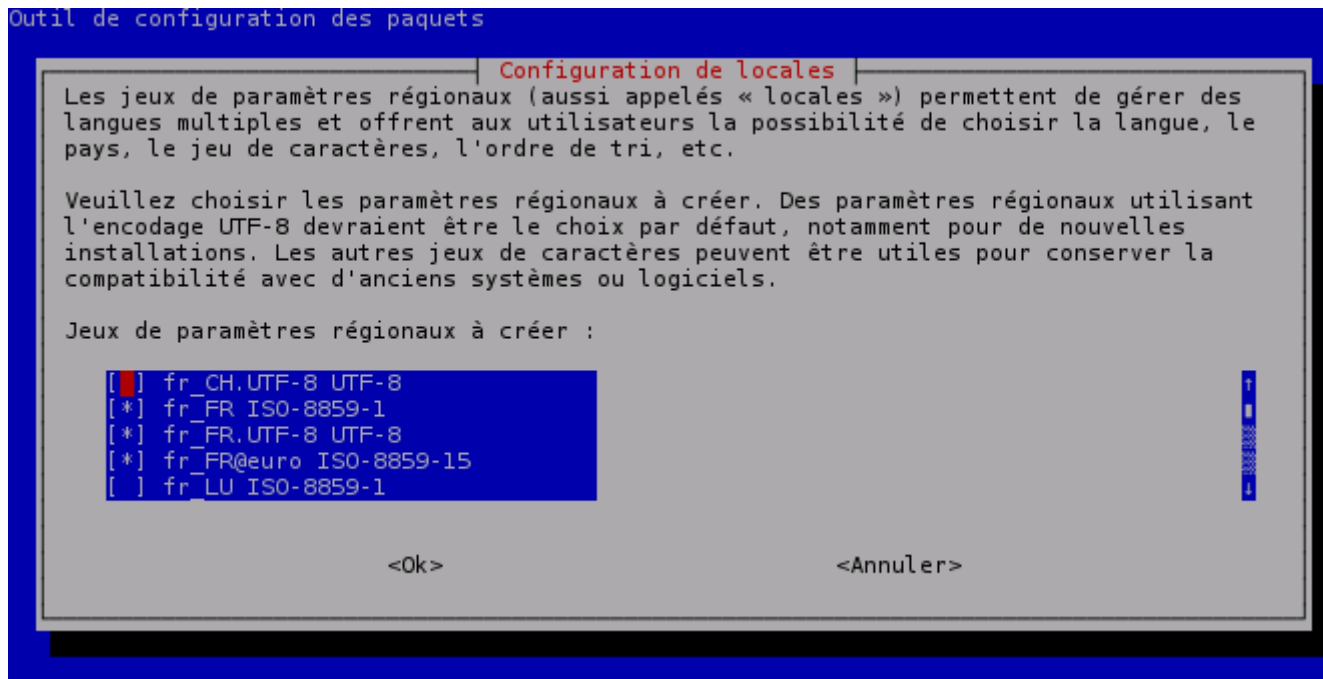 Outil de configuration des paquets
Configuration de locales
Les jeux de paramètres régionaux (aussi appelés « locales ») permettent de gérer des
langues multiples et offrent aux utilisateurs la possibilité de choisir la langue, le
pays, le jeu de caractères, l'ordre de tri, etc.
Veuillez choisir les paramètres régionaux à créer. Des paramètres régionaux utilisant
l'encodage UTF-8 devraient être le choix par défaut, notamment pour de nouvelles
installations. Les autres jeux de caractères peuvent être utiles pour conserver la
compatibilité avec d'anciens systèmes ou logiciels.
Jeux de paramètres régionaux à créer :
[ ] fr_CH.UTF-8 UTF-8
[*] fr_FR ISO-8859-1
[*] fr_FR.UTF-8 UTF-8
[*] fr_FR@euro ISO-8859-15
[ ] fr_LU ISO-8859-1
<Ok> <Annuler>